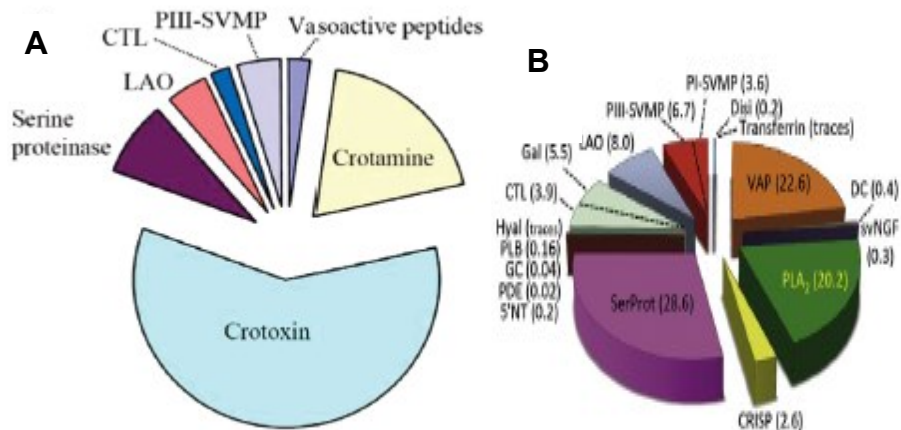 A
PIII-SVMP
Vasoactive peptides
CTL
LAO
Serine
proteinase
Crotamine
Crotoxin
B
PI-SVMP (3.6)
PIII-SVMP (6.7)
Disi (0.2)
Transferrin (traces)
LAO (8.0)
Gal (5.5)
CTL (3.9)
Hyal (traces)
PLB (0.16)
GC (0.04)
PDE (0.02)
5'NT (0.2)
VAP (22.6)
DC (0.4)
svNGF
(0.3)
PLA₂ (20.2)
SerProt (28.6)
CRISP (2.6)